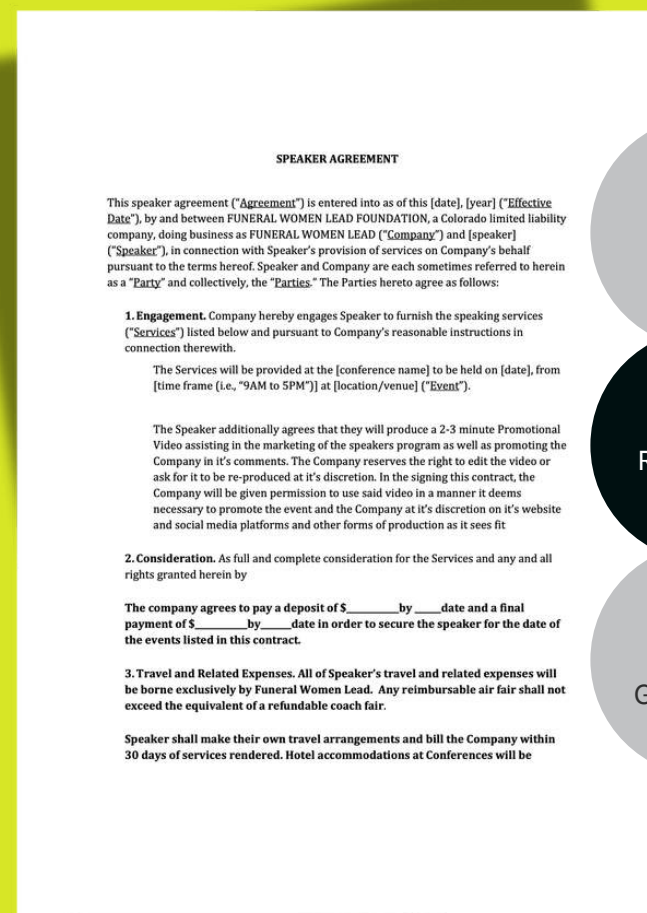 SPEAKER AGREEMENT
This speaker agreement (“Agreement”) is entered into as of this [date], [year] (“Effective
Date”), by and between FUNERAL WOMEN LEAD FOUNDATION, a Colorado limited liability
company, doing business as FUNERAL WOMEN LEAD (“Company”) and [speaker]
(“Speaker”), in connection with Speaker’s provision of services on Company’s behalf
pursuant to the terms hereof. Speaker and Company are each sometimes referred to herein
as a “Party” and collectively, the “Parties.” The Parties hereto agree as follows:
1. Engagement. Company hereby engages Speaker to furnish the speaking services
(“Services”) listed below and pursuant to Company’s reasonable instructions in
connection therewith.
The Services will be provided at the [conference name] to be held on [date], from
[time frame (i.e., “9AM to 5PM”)] at [location/venue] (“Event”).
The Speaker additionally agrees that they will produce a 2-3 minute Promotional
Video assisting in the marketing of the speakers program as well as promoting the
Company in it’s comments. The Company reserves the right to edit the video or
ask for it to be re-produced at it’s discretion. In the signing this contract, the
Company will be given permission to use said video in a manner it deems
necessary to promote the event and the Company at it’s discretion on it’s website
and social media platforms and other forms of production as it sees fit
2. Consideration. As full and complete consideration for the Services and any and all
rights granted herein by
The company agrees to pay a deposit of $__________by _____date and a final
payment of $__________by______date in order to secure the speaker for the date of
the events listed in this contract.
3. Travel and Related Expenses. All of Speaker’s travel and related expenses will
be borne exclusively by Funeral Women Lead. Any reimbursable air fair shall not
exceed the equivalent of a refundable coach fair.
Speaker shall make their own travel arrangements and bill the Company within
30 days of services rendered. Hotel accommodations at Conferences will be
R
G